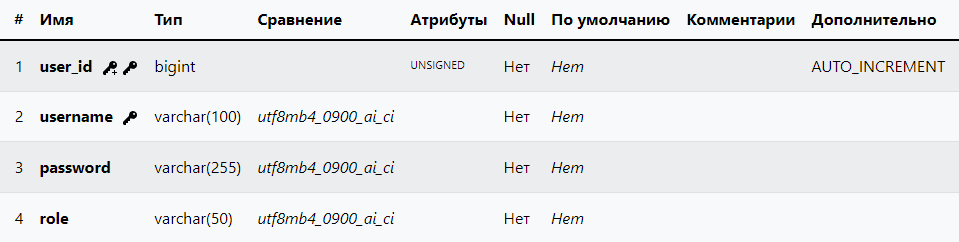 # Имя Тип Сравнение Атрибуты Null По умолчанию Комментарии Дополнительно
1 user_id bigint UNSIGNED Нет Нет AUTO_INCREMENT
2 username varchar(100) utf8mb4_0900_ai_ci Нет Нет
3 password varchar(255) utf8mb4_0900_ai_ci Нет Нет
4 role varchar(50) utf8mb4_0900_ai_ci Нет Нет